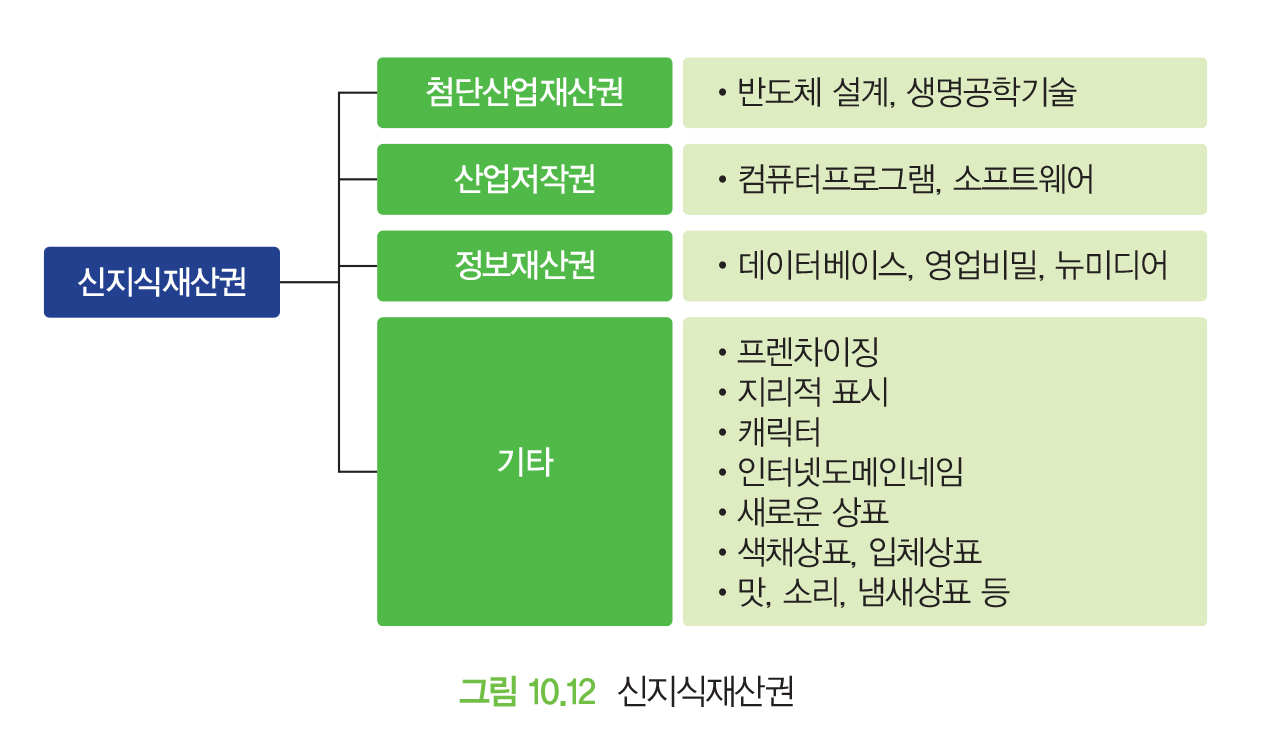 신지식재산권
첨단산업재산권
• 반도체 설계, 생명공학기술
산업저작권
• 컴퓨터프로그램, 소프트웨어
정보재산권
• 데이터베이스, 영업비밀, 뉴미디어
기타
• 프렌차이징
• 지리적 표시
• 캐릭터
• 인터넷도메인네임
• 새로운 상표
• 색채상표, 입체상표
• 맛, 소리, 냄새상표 등
그림 10.12 신지식재산권